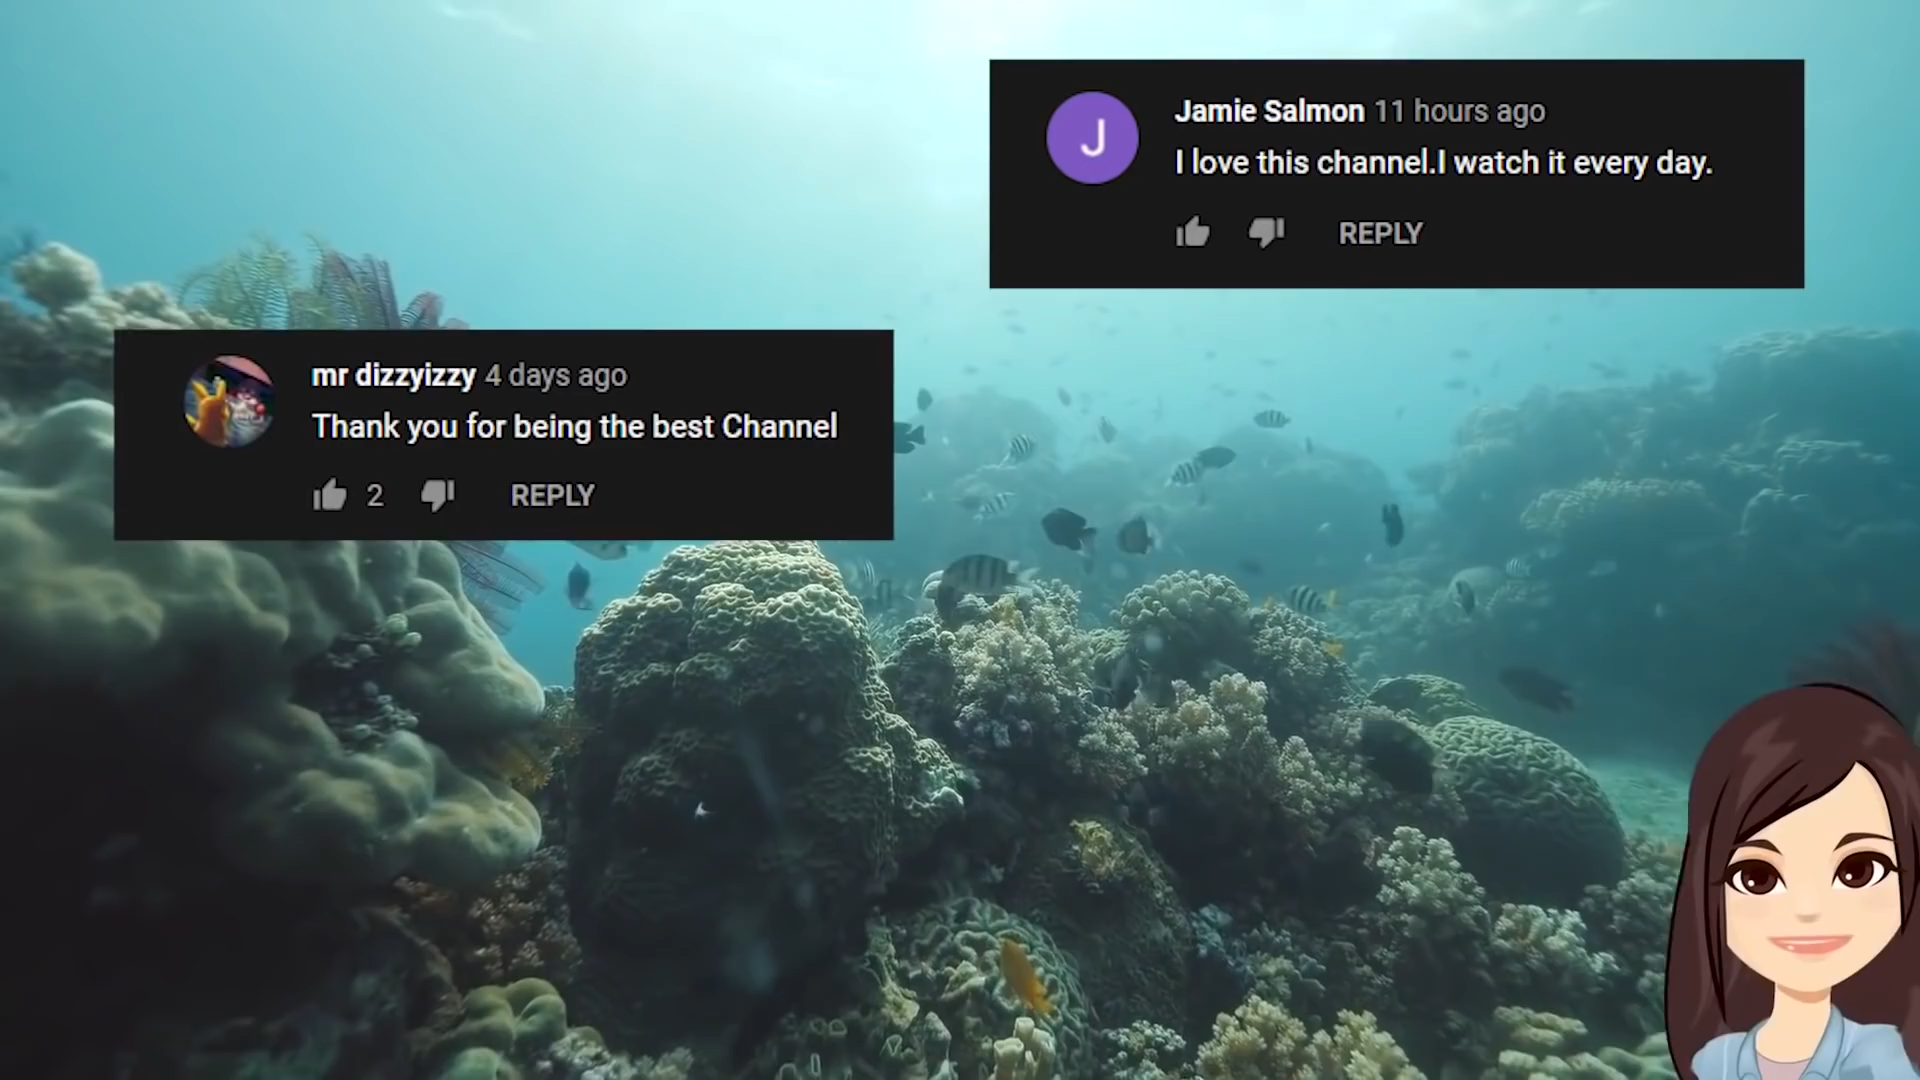 J
Jamie Salmon 11 hours ago
I love this channel.I watch it every day.
REPLY
mr dizzyizzy 4 days ago
Thank you for being the best Channel
2 REPLY